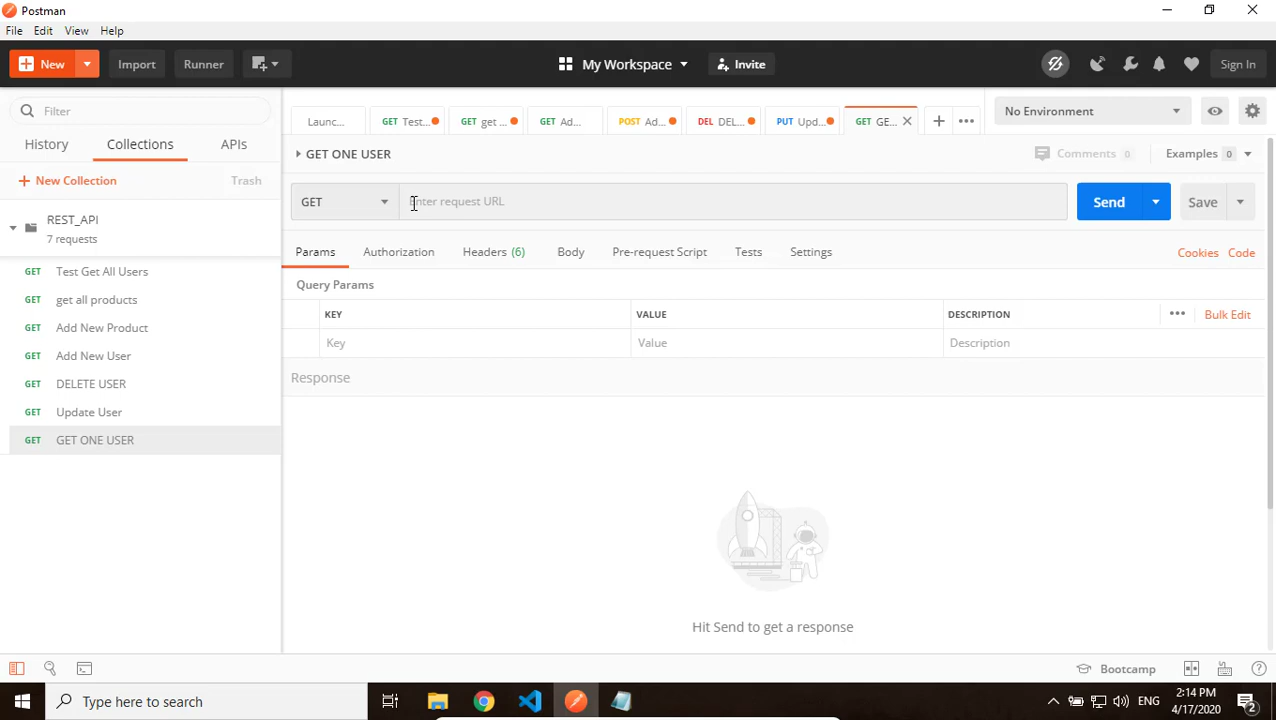 Postman
File Edit View Help
New Import Runner My Workspace Invite Sign In
Filter
History Collections APIs
New Collection Trash
REST_API
7 requests
GET Test Get All Users
GET get all products
GET Add New Product
GET Add New User
GET DELETE USER
GET Update User
GET GET ONE USER
Launc... GET Test... GET get ... GET Ad... POST Ad... DEL DEL... PUT Upd... GET GE...
No Environment
GET ONE USER
Comments 0 Examples 0
GET Enter request URL Send Save
Params Authorization Headers (6) Body Pre-request Script Tests Settings Cookies Code
Query Params
KEY VALUE DESCRIPTION ••• Bulk Edit
Key Value Description
Response
Hit Send to get a response
Bootcamp
Type here to search
ENG
2:14 PM
4/17/2020
2